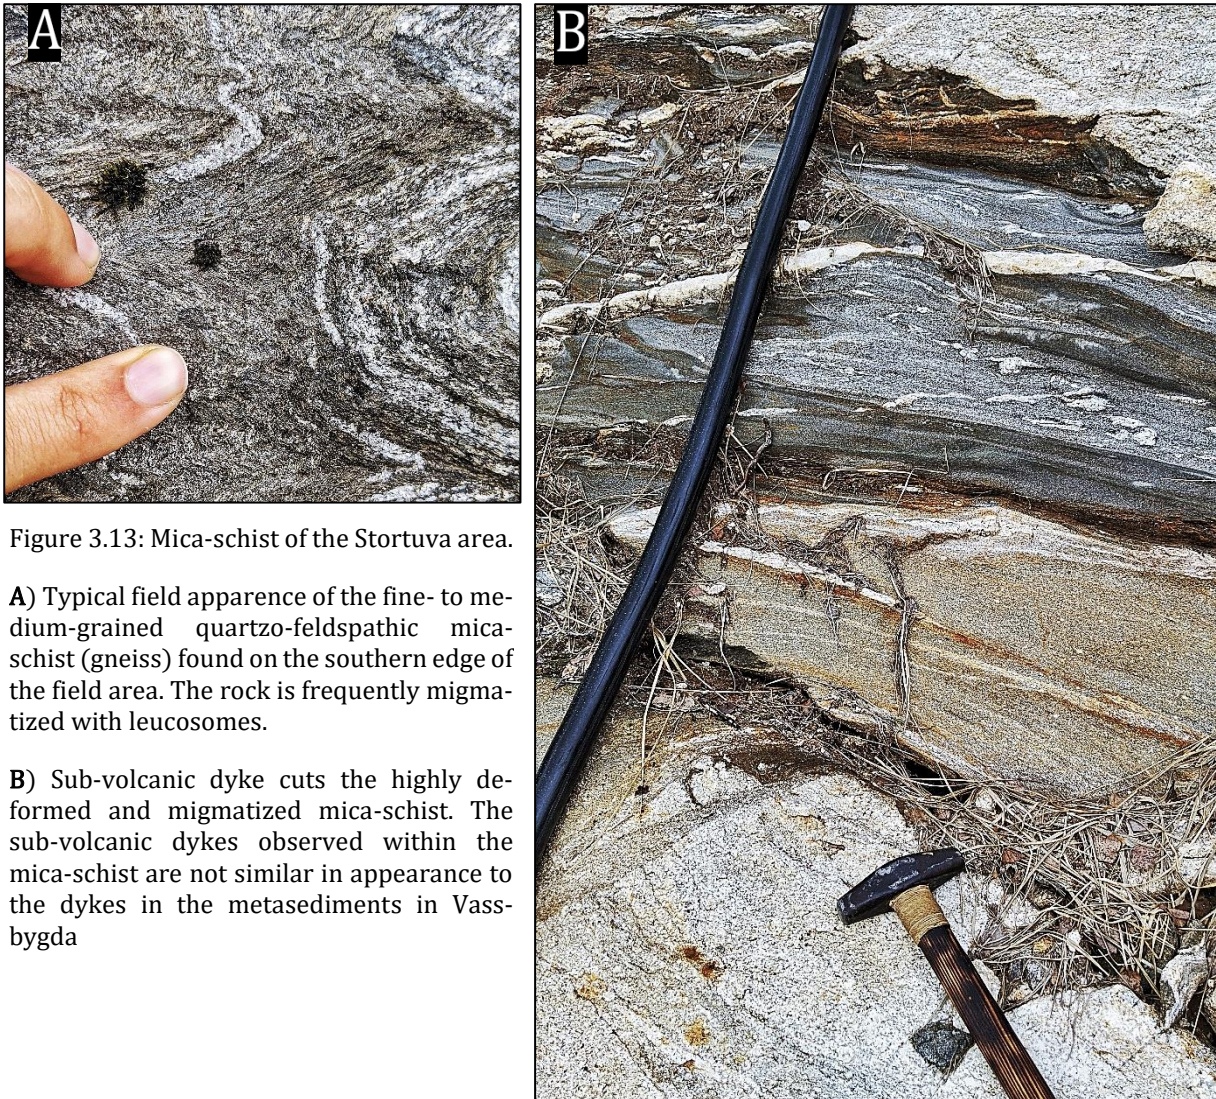 A
B
Figure 3.13: Mica-schist of the Stortuva area.
A) Typical field apparence of the fine- to me-
dium-grained quartzo-feldspathic mica-
schist (gneiss) found on the southern edge of
the field area. The rock is frequently migma-
tized with leucosomes.
B) Sub-volcanic dyke cuts the highly de-
formed and migmatized mica-schist. The
sub-volcanic dykes observed within the
mica-schist are not similar in appearance to
the dykes in the metasediments in Vass-
bygda